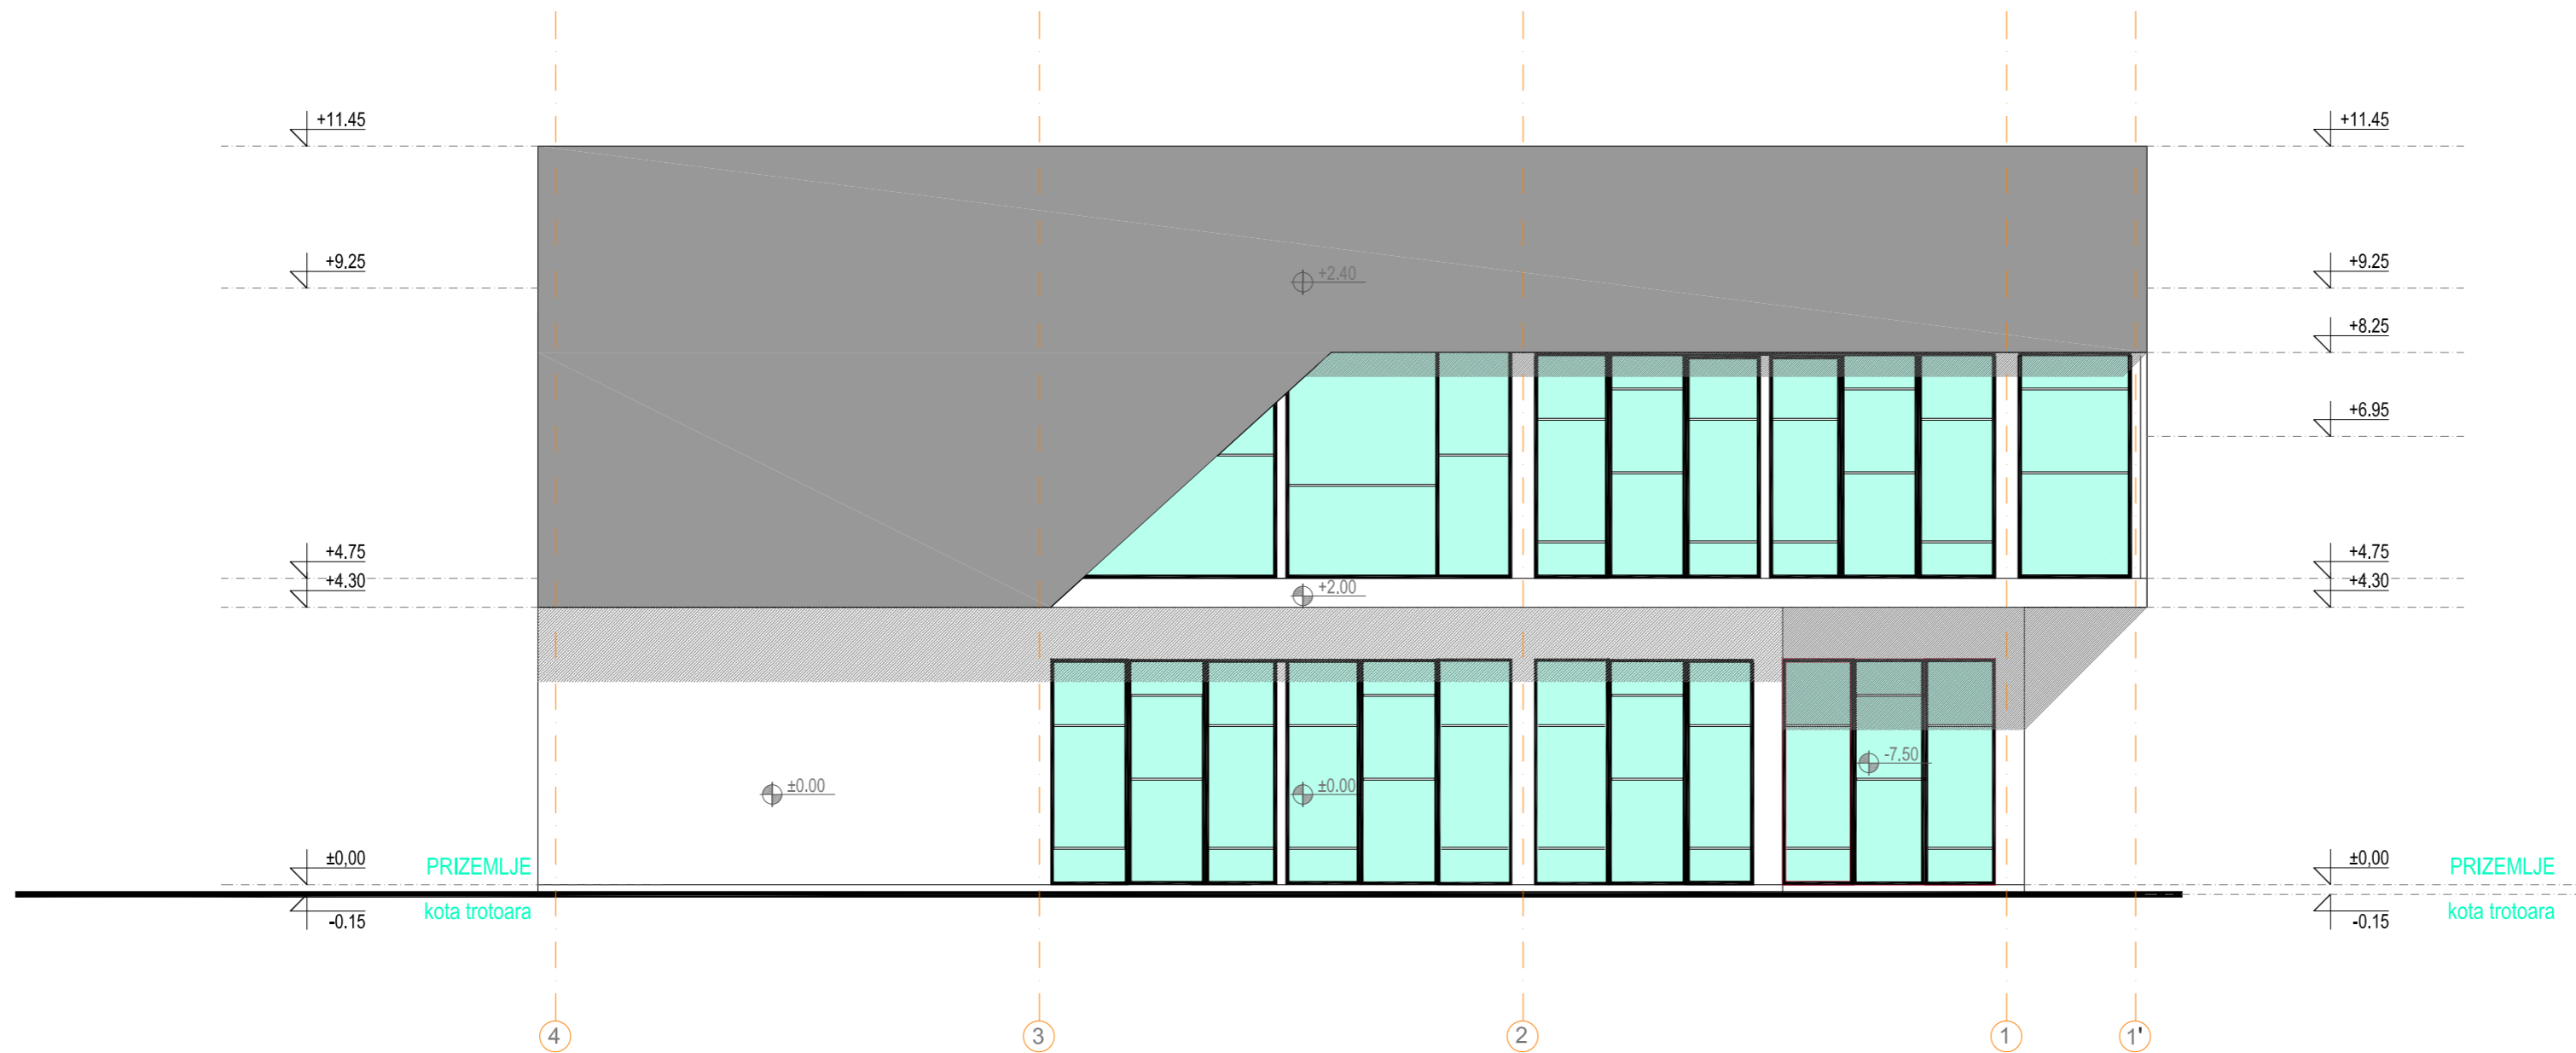 +11.45 +11.45
+9.25 +2.40 +9.25
+8.25
+6.95
+4.75 +4.75
+4.30 +2.00 +4.30
-7.50
±0.00 ±0.00
±0,00 PRIZEMLJE ±0,00 PRIZEMLJE
-0.15 kota trotoara -0.15 kota trotoara
4 3 2 1 1'